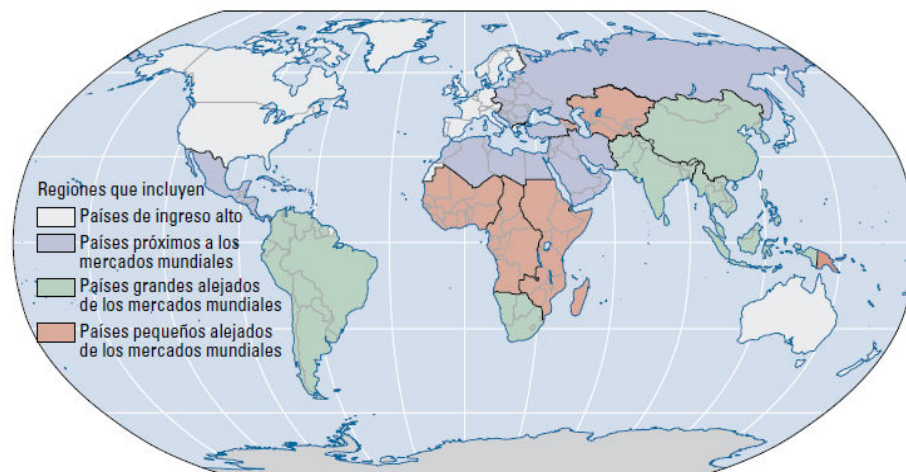 Regiones que incluyen
Países de ingreso alto
Países próximos a los
mercados mundiales
Países grandes alejados
de los mercados mundiales
Países pequeños alejados
de los mercados mundiales